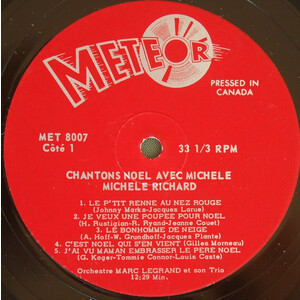 METEOR
PRESSED IN
CANADA
MET 8007
Côté 1
33 1/3 RPM
CHANTONS NOEL AVEC MICHELE
MICHELE RICHARD
1. LE P'TIT RENNE AU NEZ ROUGE
(Johnny Marks-Jacques Larue)
2. JE VEUX UNE POUPEE POUR NOEL
(H. Rustigian-R. Ryand-Jeanne Couet)
3. LE BONHOMME DE NEIGE
(A. Hoff-W. Grundhoff-Jacques Plante)
4. C'EST NOEL QUI S'EN VIENT (Gilles Morneau)
5. J'AI VU MAMAN EMBRASSER LE PERE NOEL
(G. Koger-Tommie Connor-Louis Caste)
Orchestre MARC LEGRAND et son Trio
12:29 Min.